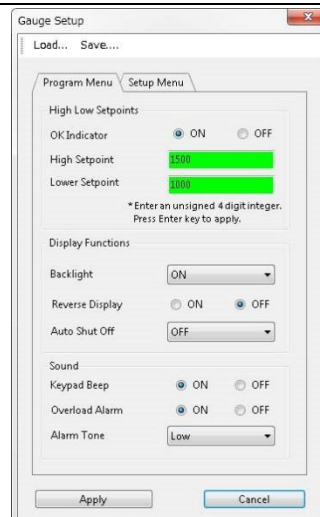 Gauge Setup
Load... Save....
Program Menu Setup Menu
High Low Setpoints
OK Indicator ON OFF
High Setpoint 1500
Lower Setpoint 1000
*Enter an unsigned 4 digit integer.
Press Enter key to apply.
Display Functions
Backlight ON
Reverse Display ON OFF
Auto Shut Off OFF
Sound
Keypad Beep ON OFF
Overload Alarm ON OFF
Alarm Tone Low
Apply Cancel